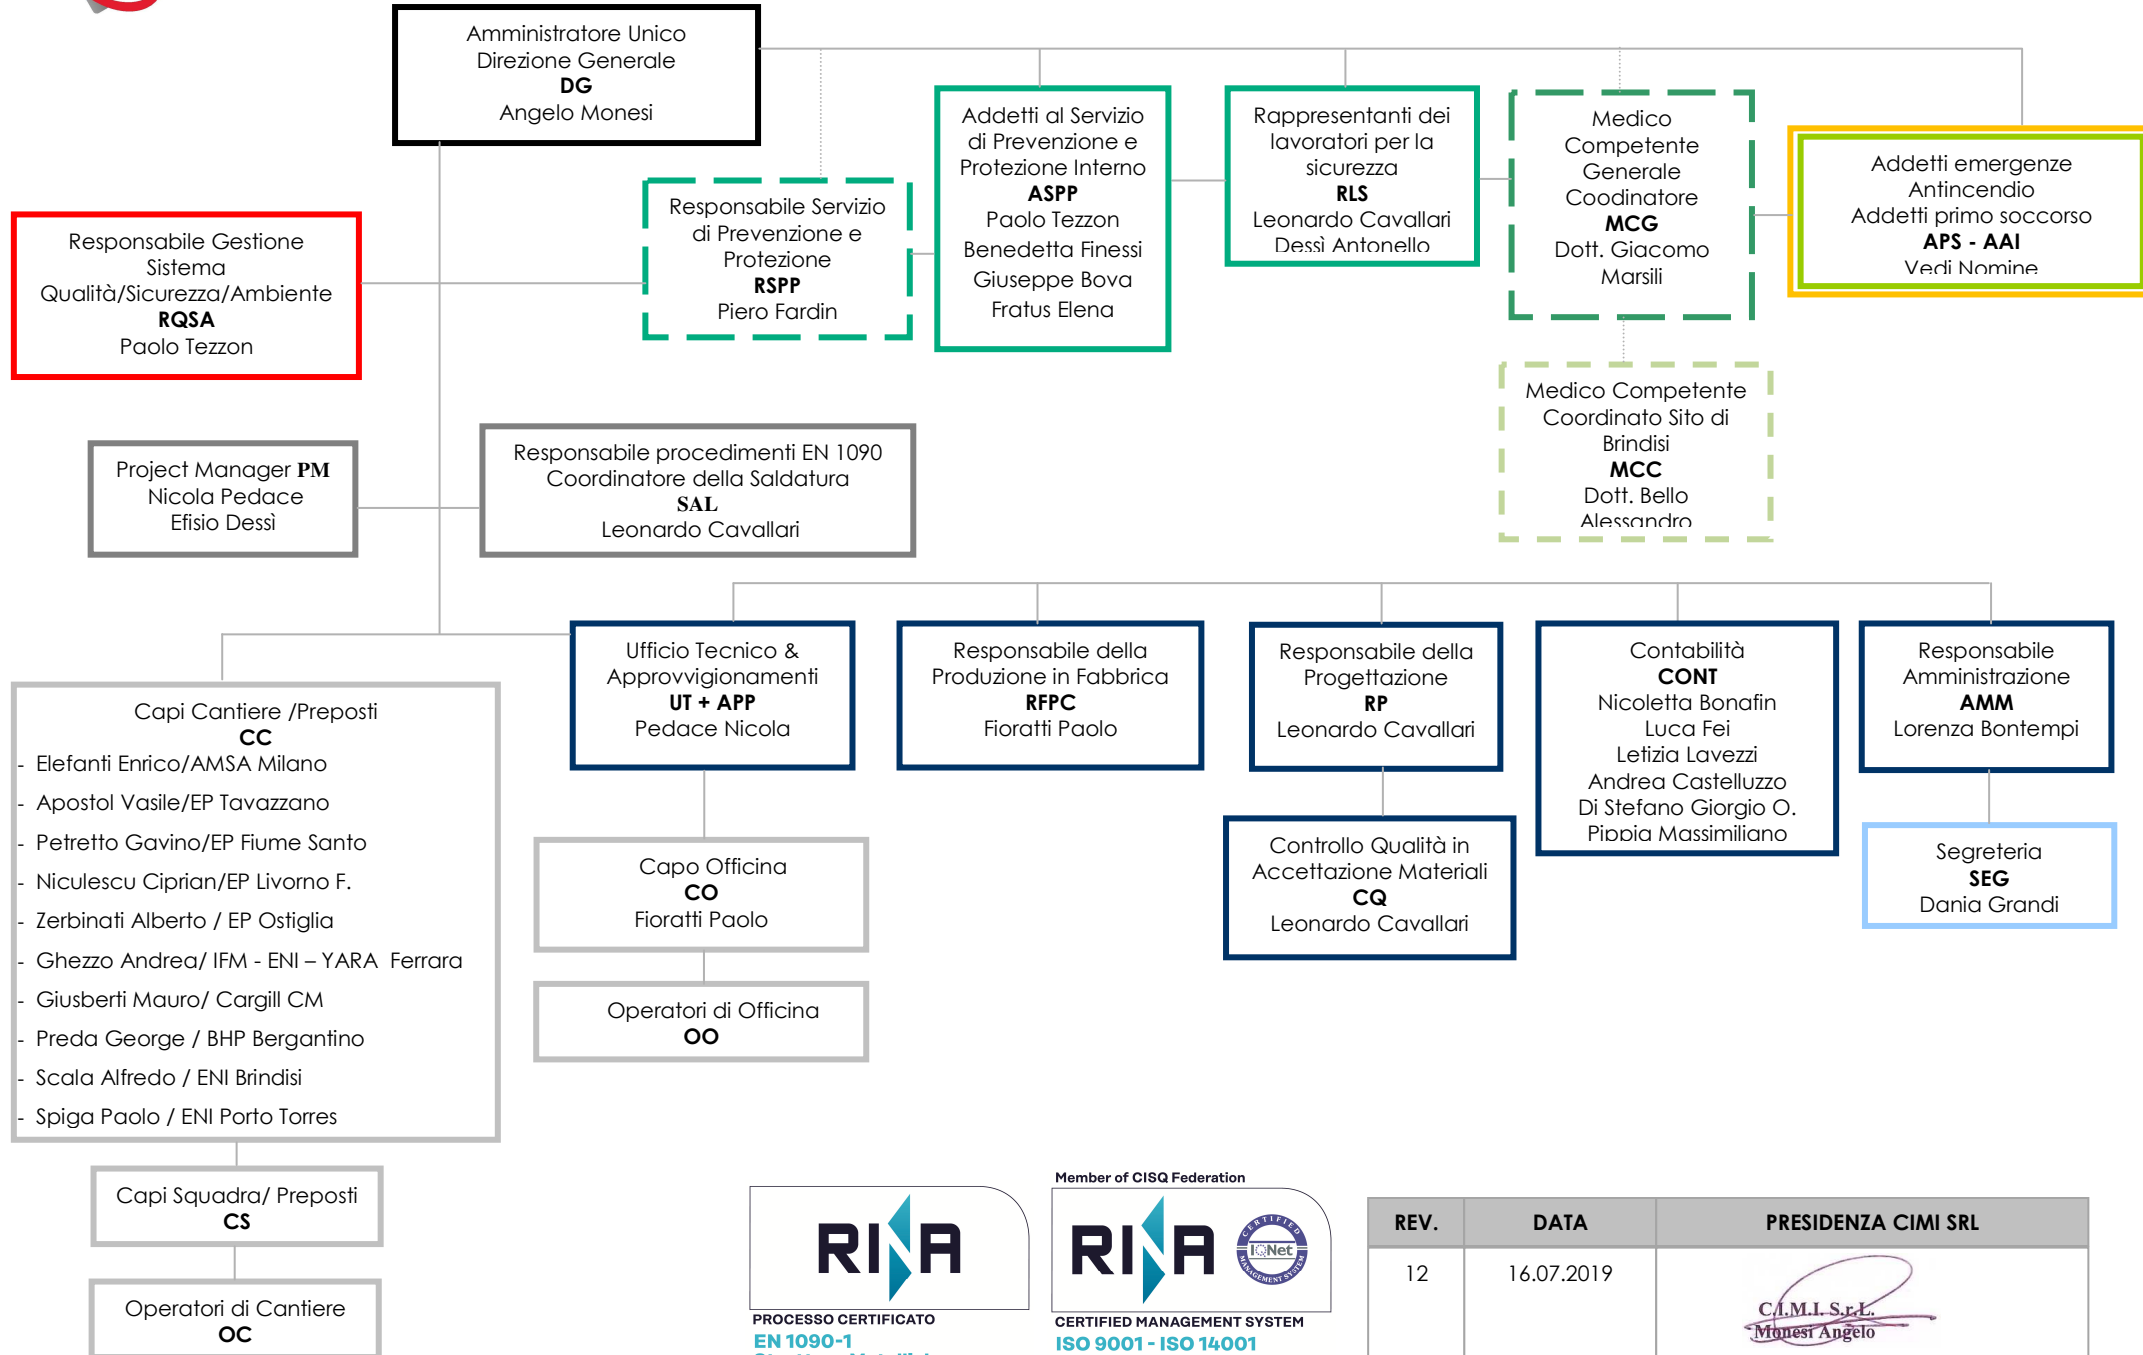 Amministratore Unico
Direzione Generale
DG
Angelo Monesi
Responsabile Gestione
Sistema
Qualità/Sicurezza/Ambiente
RQSA
Paolo Tezzon
Responsabile Servizio
di Prevenzione e
Protezione
RSPP
Piero Fardin
Addetti al Servizio
di Prevenzione e
Protezione Interno
ASPP
Paolo Tezzon
Benedetta Finessi
Giuseppe Bova
Fratus Elena
Rappresentanti dei
lavoratori per la
sicurezza
RLS
Leonardo Cavallari
Dessì Antonello
Medico
Competente
Generale
Coodinatore
MCG
Dott. Giacomo
Marsili
Addetti emergenze
Antincendio
Addetti primo soccorso
APS - AAI
Vedi Nomine
Medico Competente
Coordinato Sito di
Brindisi
MCC
Dott. Bello
Alessandro
Project Manager PM
Nicola Pedace
Efisio Dessì
Responsabile procedimenti EN 1090
Coordinatore della Saldatura
SAL
Leonardo Cavallari
Capi Cantiere /Preposti
CC
- Elefanti Enrico/AMSA Milano
- Apostol Vasile/EP Tavazzano
- Petretto Gavino/EP Fiume Santo
- Niculescu Ciprian/EP Livorno F.
- Zerbinati Alberto / EP Ostiglia
- Ghezzo Andrea/ IFM - ENI – YARA Ferrara
- Giusberti Mauro/ Cargill CM
- Preda George / BHP Bergantino
- Scala Alfredo / ENI Brindisi
- Spiga Paolo / ENI Porto Torres
Capi Squadra/ Preposti
CS
Operatori di Cantiere
OC
Ufficio Tecnico &
Approvvigionamenti
UT + APP
Pedace Nicola
Capo Officina
CO
Fioratti Paolo
Operatori di Officina
OO
Responsabile della
Produzione in Fabbrica
RFPC
Fioratti Paolo
Responsabile della
Progettazione
RP
Leonardo Cavallari
Controllo Qualità in
Accettazione Materiali
CQ
Leonardo Cavallari
Contabilità
CONT
Nicoletta Bonafin
Luca Fei
Letizia Lavezzi
Andrea Castelluzzo
Di Stefano Giorgio O.
Pippia Massimiliano
Responsabile
Amministrazione
AMM
Lorenza Bontempi
Segreteria
SEG
Dania Grandi
RINA
PROCESSO CERTIFICATO
EN 1090-1
Member of CISQ Federation
RINA
CERTIFIED
IQNet
MANAGEMENT SYSTEM
CERTIFIED MANAGEMENT SYSTEM
ISO 9001 - ISO 14001
REV. DATA PRESIDENZA CIMI SRL
12 16.07.2019
C.I.M.I. S.r.L.
Monesi Angelo